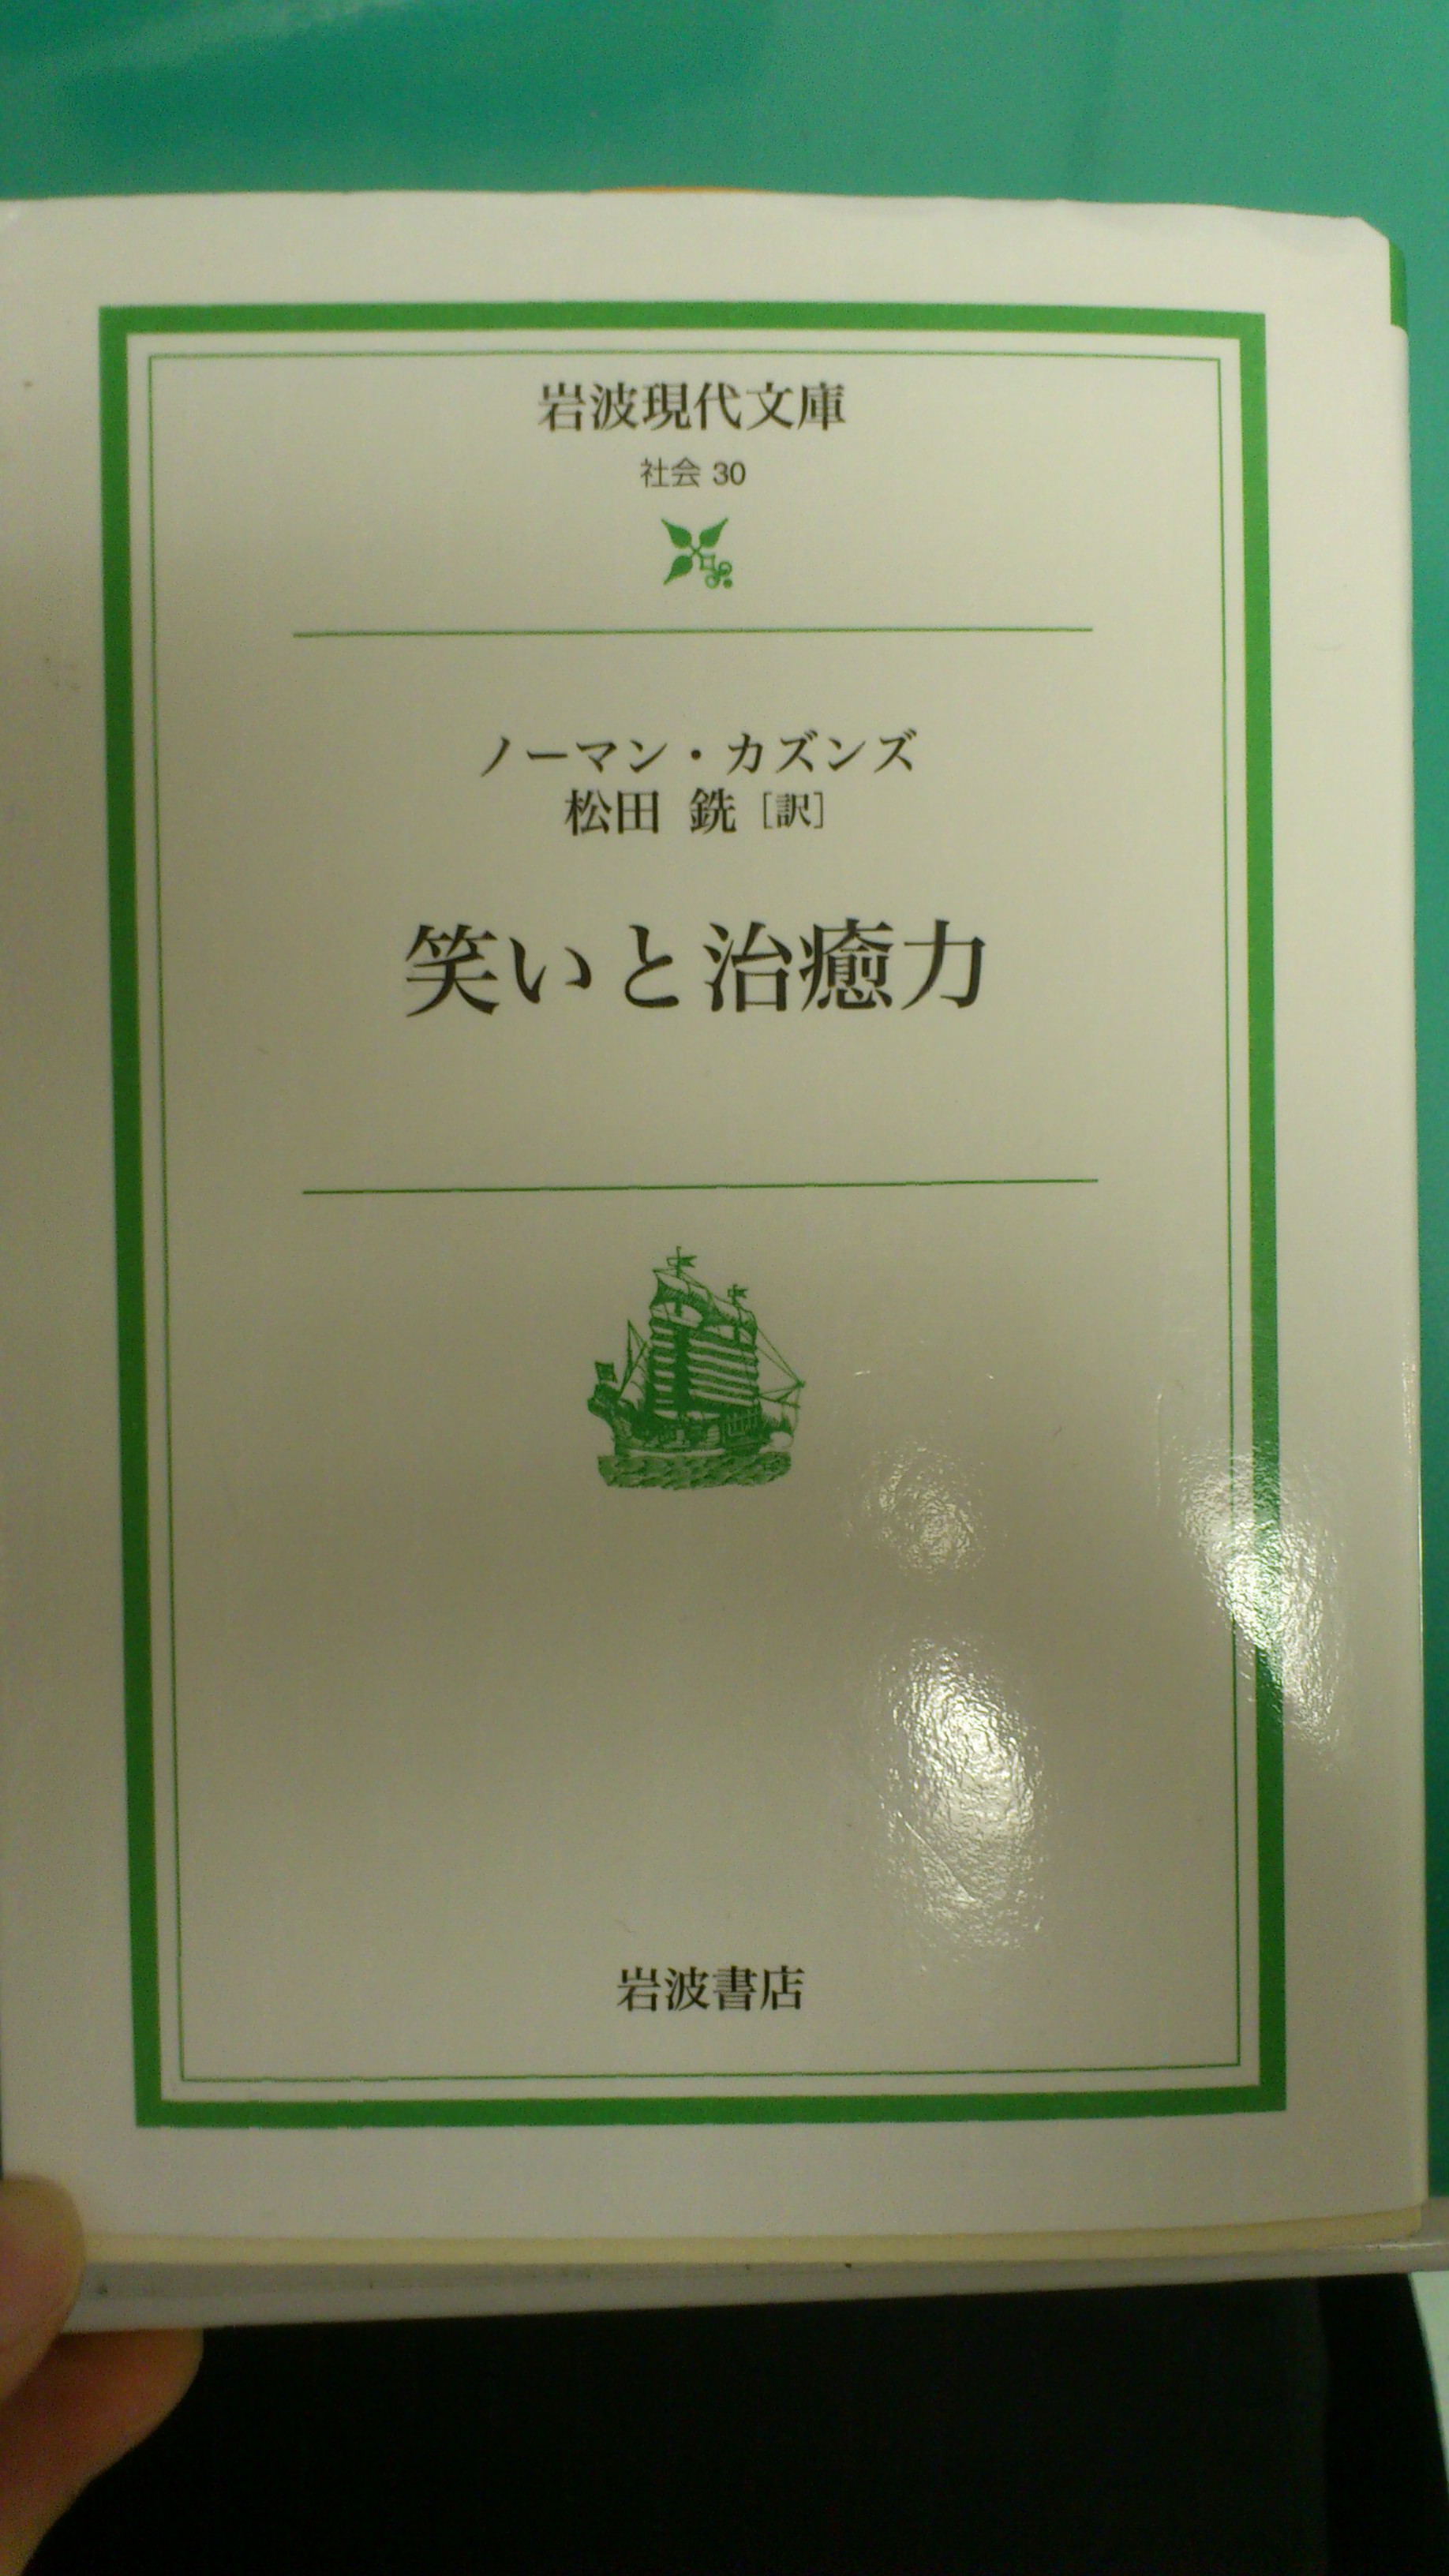 岩波現代文庫
社会 30
ノーマン・カズンズ
松田 銑［訳］
笑いと治癒力
岩波書店